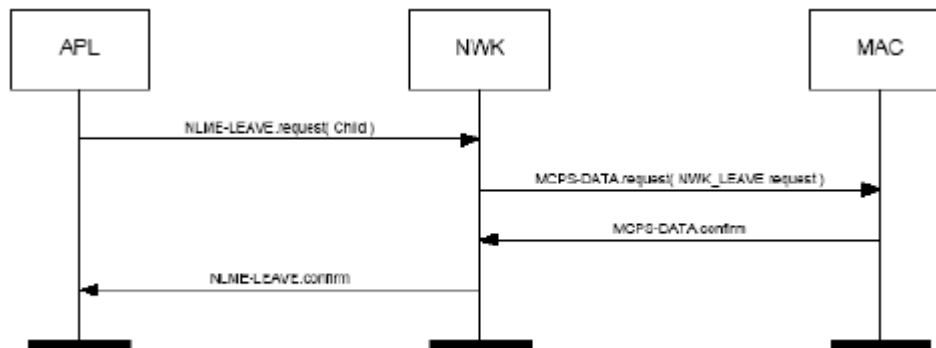 APL
NWK
MAC
NLME-LEAVE.request( Child )
MCPS-DATA.request( NWK_LEAVE request )
MCPS-DATA.confirm
NLME-LEAVE.confirm